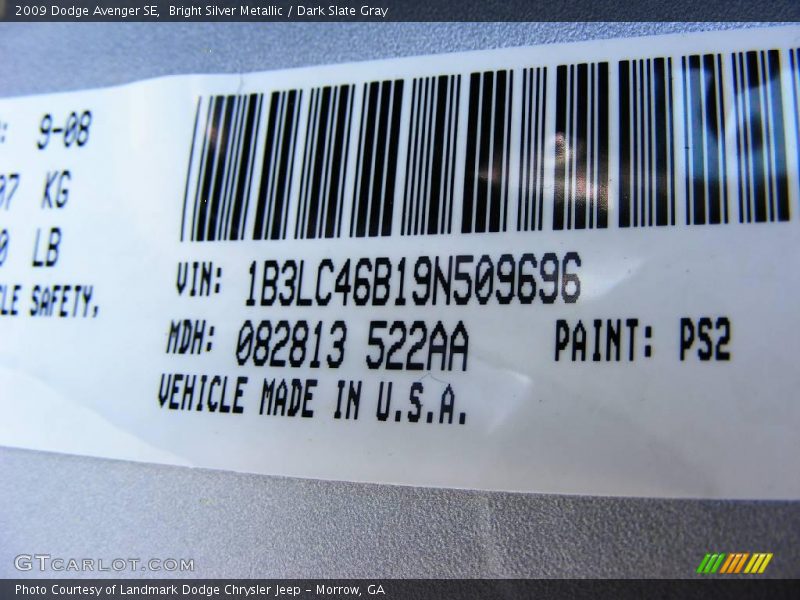 2009 Dodge Avenger SE,  Bright Silver Metallic / Dark Slate Gray
9-08
KG
LB
SAFETY,
VIN: 1B3LC46B19N509696
MDH: 082813 522AA
PAINT: PS2
VEHICLE MADE IN U.S.A.
GTCARLOT.COM
Photo Courtesy of Landmark Dodge Chrysler Jeep – Morrow, GA